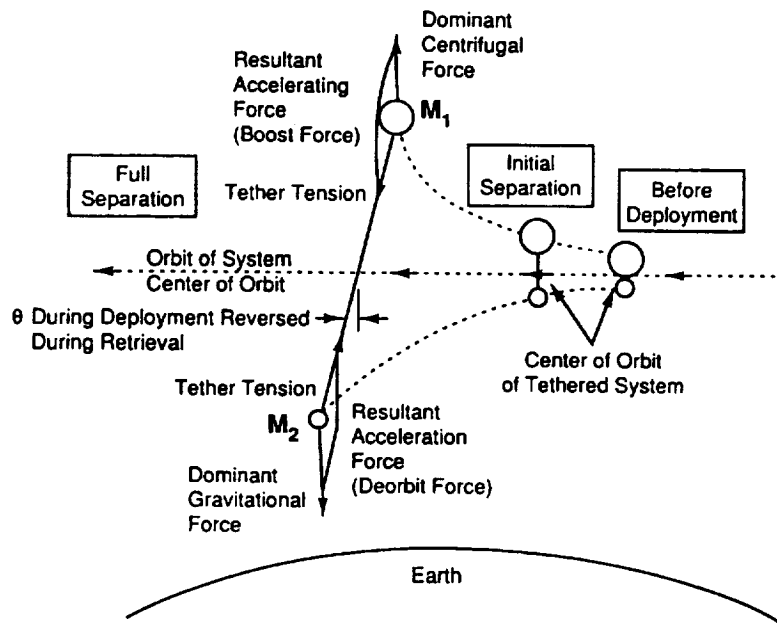 Dominant
Centrifugal
Force
Resultant
Accelerating
Force
(Boost Force)
M1
Full
Separation
Initial
Separation
Before
Deployment
Tether Tension
Orbit of System
Center of Orbit
θ During Deployment Reversed
During Retrieval
Center of Orbit
of Tethered System
Tether Tension
M2
Resultant
Acceleration
Force
(Deorbit Force)
Dominant
Gravitational
Force
Earth